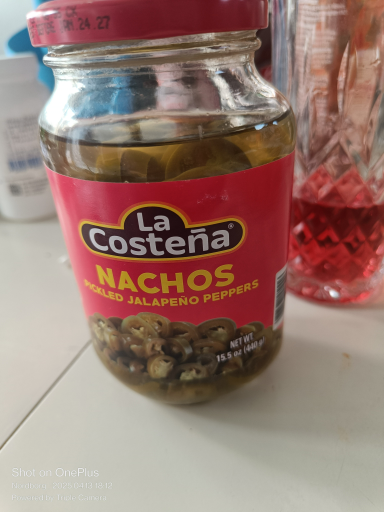 24.27
La
Costeña®
NACHOS
PICKLED JALAPEÑO PEPPERS
NET WT.
15.5 oz (440 g)
Shot on OnePlus